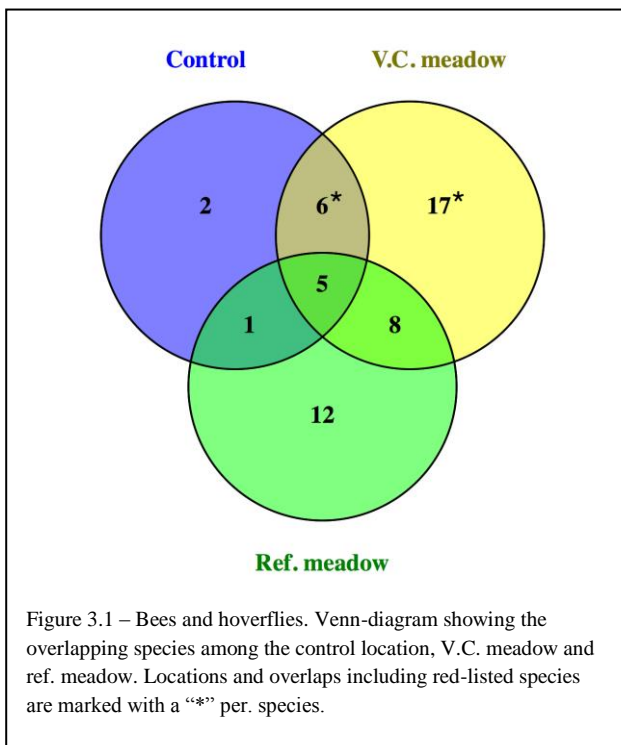 Control V.C. meadow
2 6* 17*
5
1 8
12
Ref. meadow
Figure 3.1 – Bees and hoverflies. Venn-diagram showing the
overlapping species among the control location, V.C. meadow and
ref. meadow. Locations and overlaps including red-listed species
are marked with a “*” per. species.